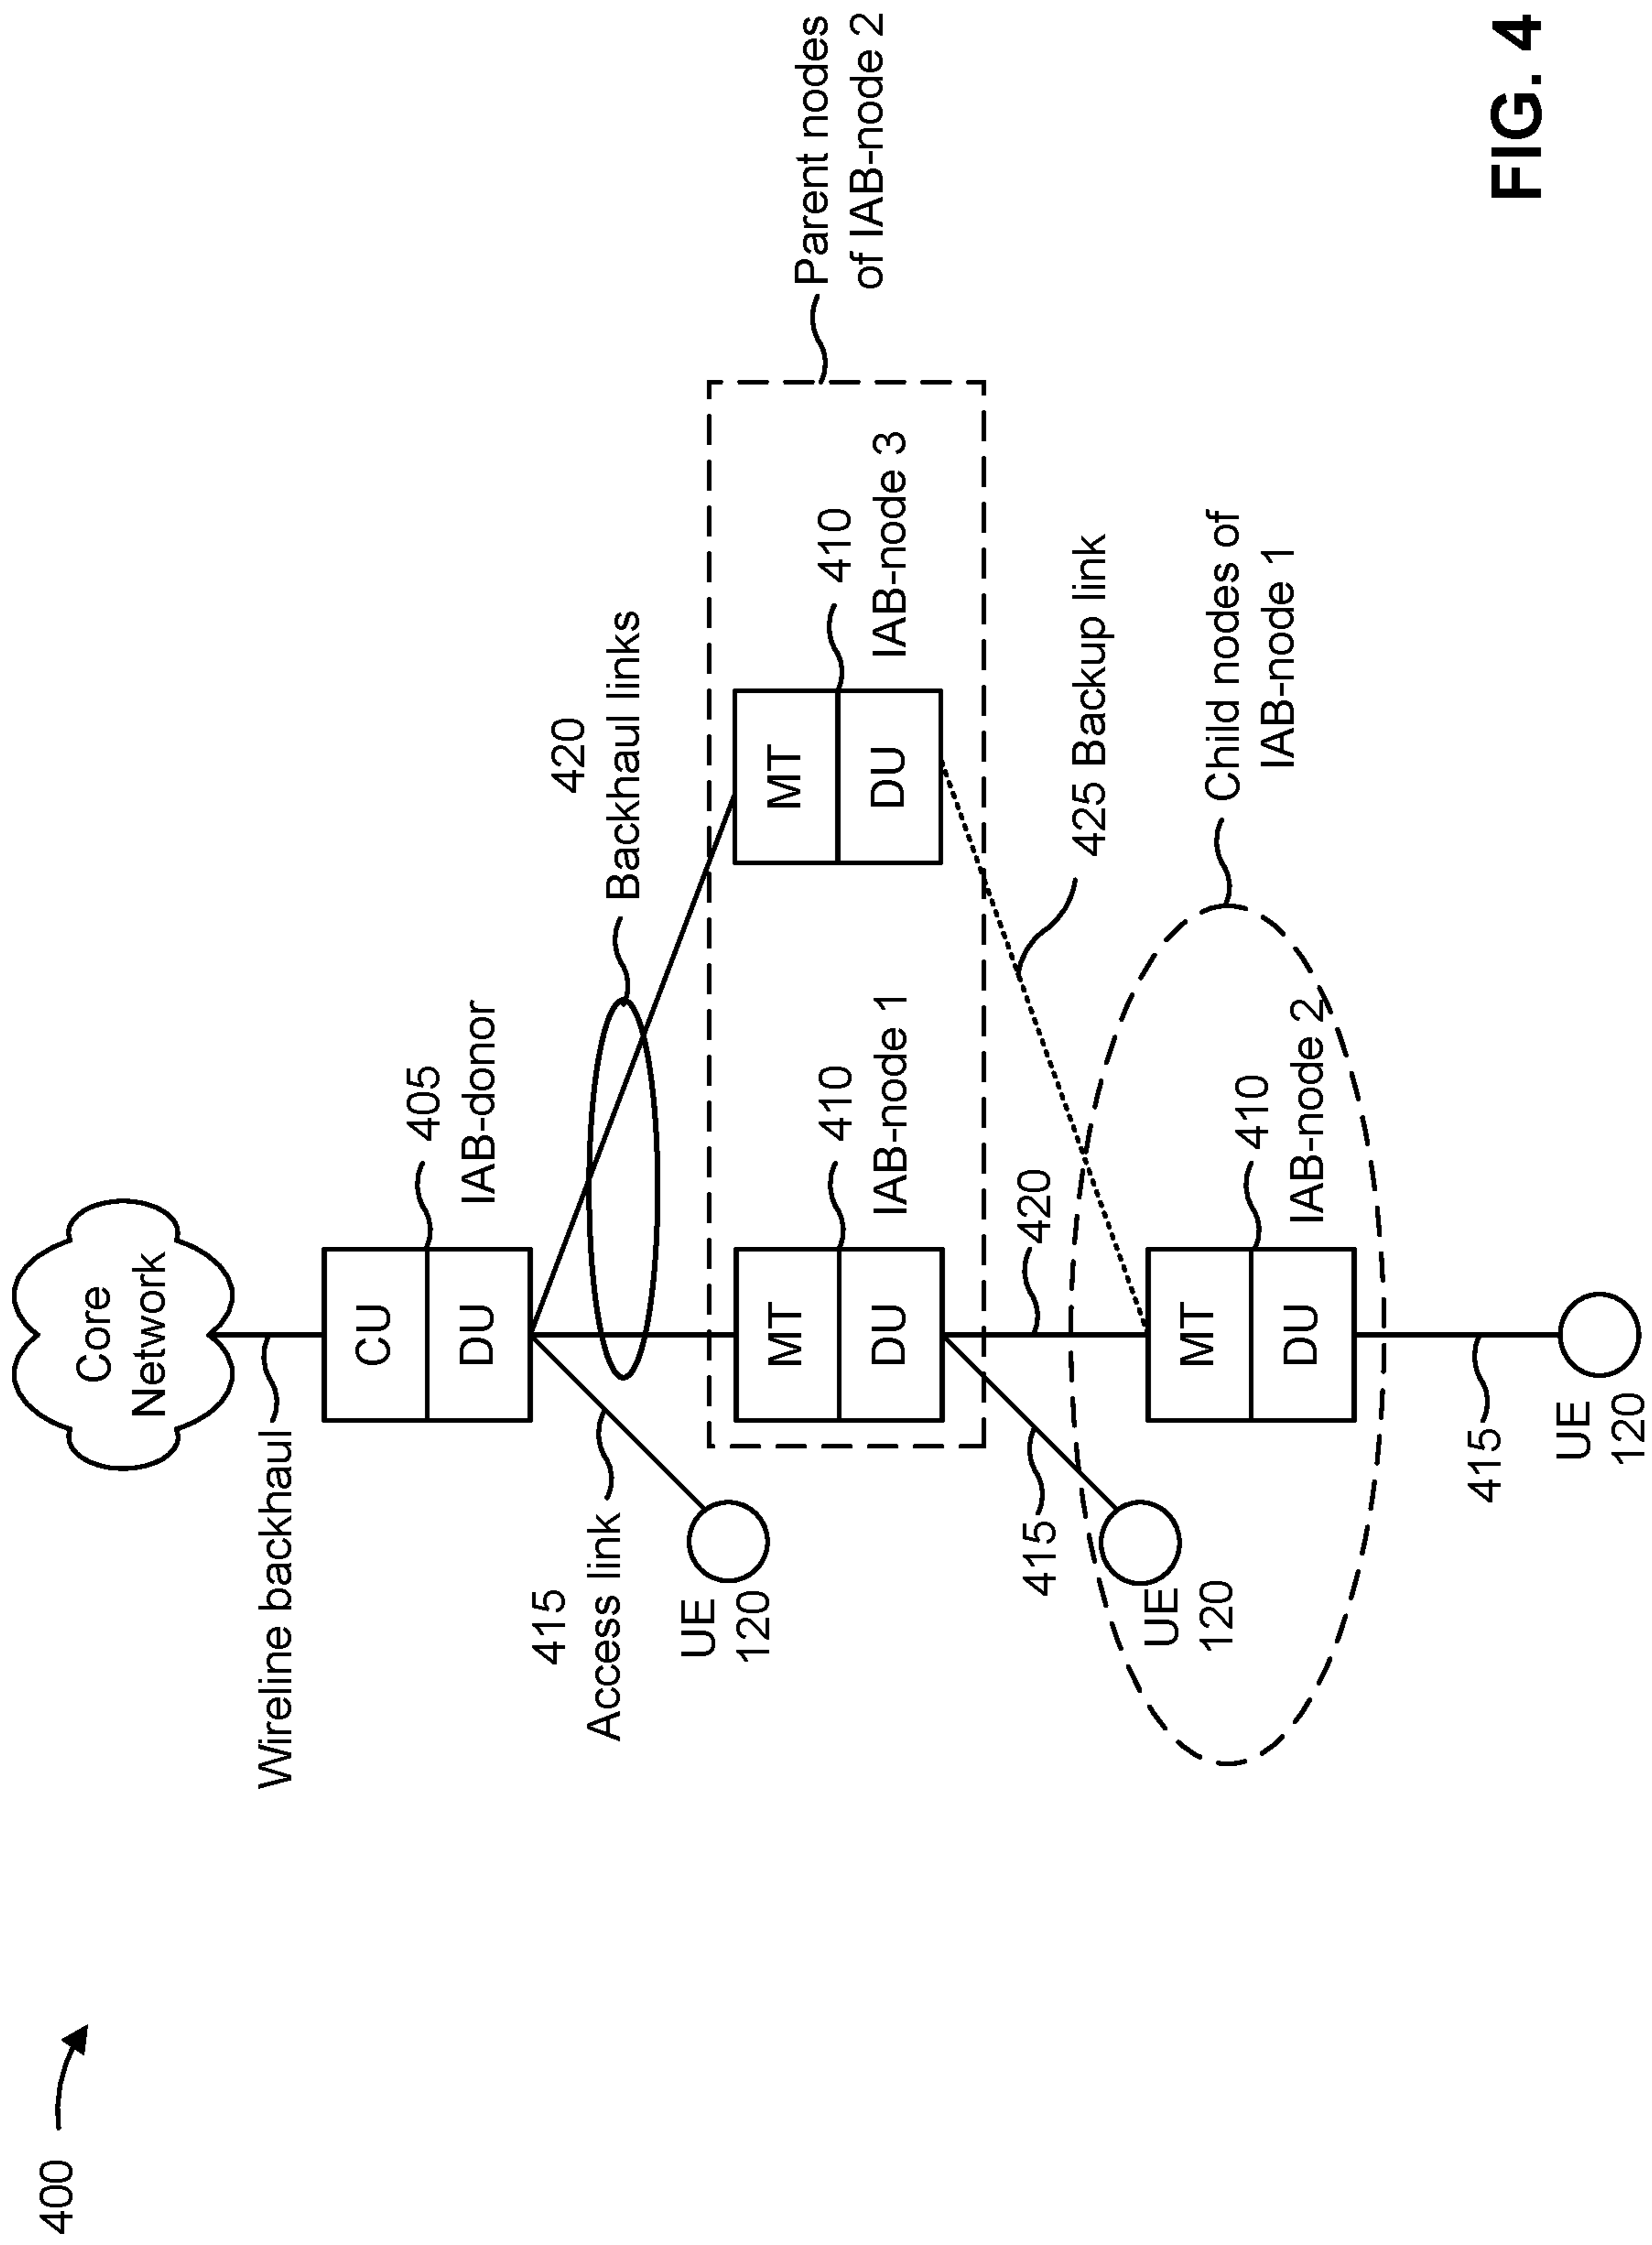 400
Core
Network
Wireline backhaul
CU
DU
405
IAB-donor
415
Access link
420
Backhaul links
UE
120
MT
DU
410
IAB-node 1
MT
DU
410
IAB-node 3
Parent nodes
of IAB-node 2
415
420
425 Backup link
UE
120
MT
DU
410
IAB-node 2
Child nodes of
IAB-node 1
415
UE
120
FIG. 4